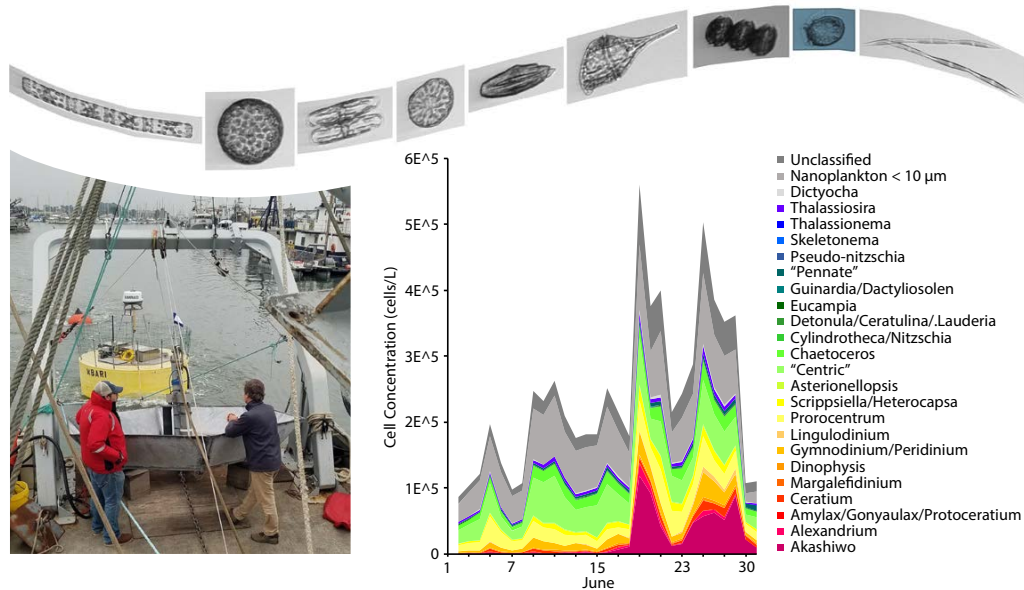 6E^5
5E^5
4E^5
3E^5
2E^5
1E^5
0
Cell Concentration (cells/L)
1
7
15
23
30
June
Unclassified
Nanoplankton < 10 µm
Dictyocha
Thalassiosira
Thalassionema
Skeletonema
Pseudo-nitzschia
“Pennate”
Guinardia/Dactyliosolen
Eucampia
Detonula/Ceratulina/.Lauderia
Cylindrotheca/Nitzschia
Chaetoceros
“Centric”
Asterionellopsis
Scrippsiella/Heterocapsa
Prorocentrum
Lingulodinium
Gymnodinium/Peridinium
Dinophysis
Margalefidinium
Ceratium
Amylax/Gonyaulax/Protoceratium
Alexandrium
Akashiwo
MBARI